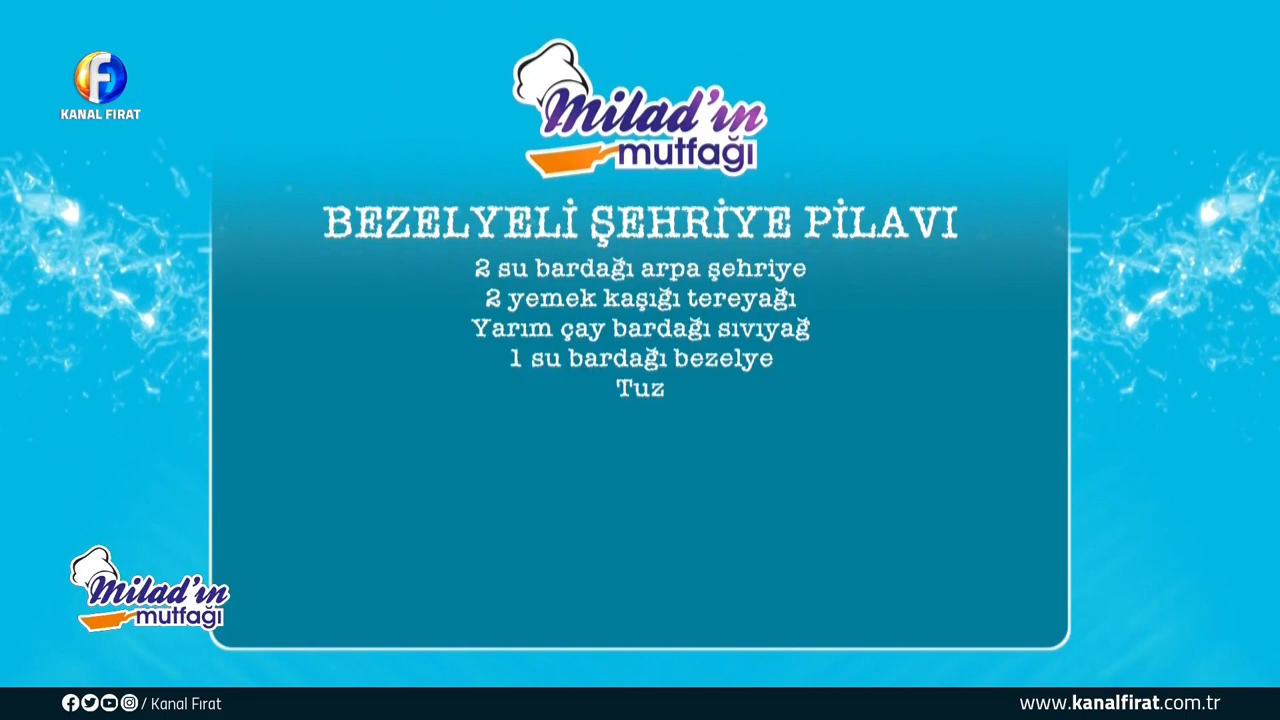 KANAL FIRAT
Milad'ın
mutfağı
BEZELYELİ ŞEHRİYE PİLAVI
2 su bardağı arpa şehriye
2 yemek kaşığı tereyağı
Yarım çay bardağı sıvıyağ
1 su bardağı bezelye
Tuz
Milad'ın
mutfağı
/ Kanal Fırat
www.kanalfirat.com.tr